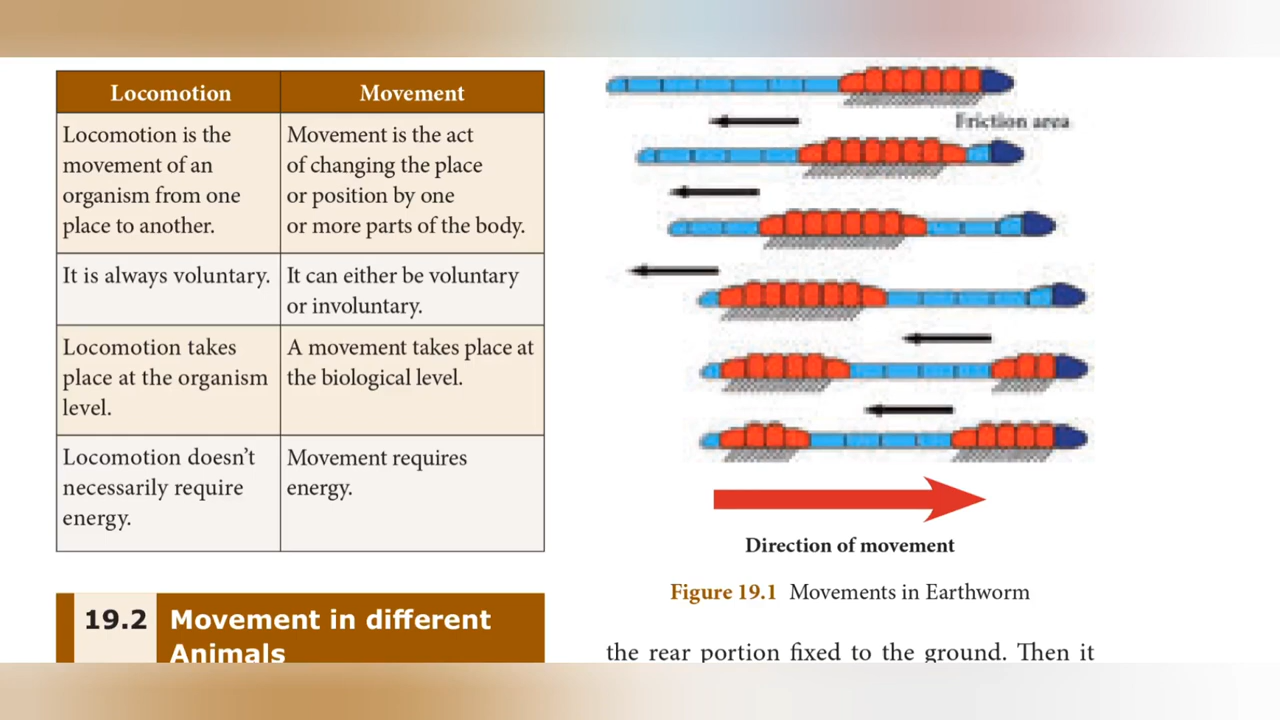 Locomotion
Movement
Locomotion is the
movement of an
organism from one
place to another.
Movement is the act
of changing the place
or position by one
or more parts of the body.
It is always voluntary.
It can either be voluntary
or involuntary.
Locomotion takes
place at the organism
level.
A movement takes place at
the biological level.
Locomotion doesn’t
necessarily require
energy.
Movement requires
energy.
19.2
Movement in different
Animals
Friction area
Direction of movement
Figure 19.1 Movements in Earthworm
the rear portion fixed to the ground. Then it